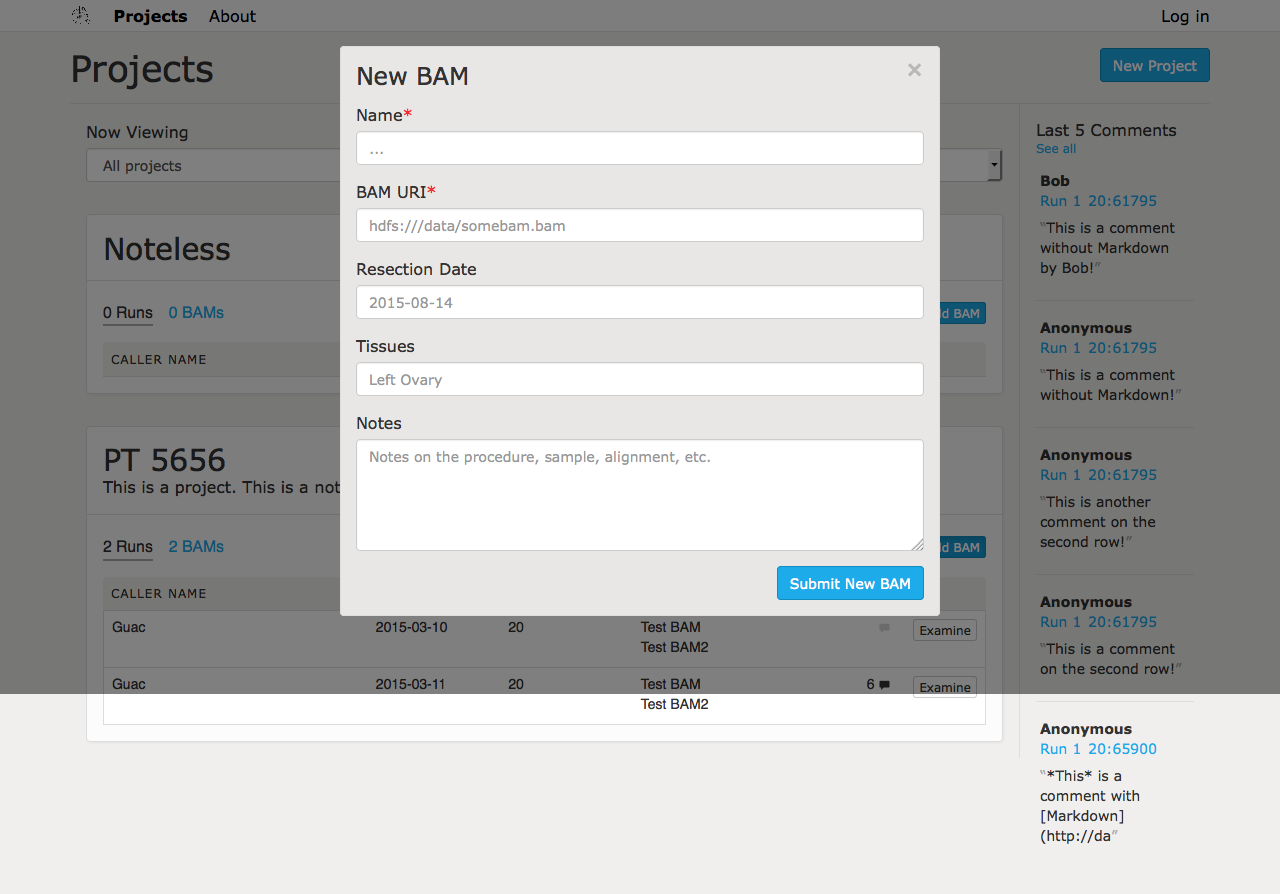 Projects
About
Log in
Projects
New Project
New BAM
×
Name*
...
BAM URI*
hdfs:///data/somebam.bam
Resection Date
2015-08-14
Tissues
Left Ovary
Notes
Notes on the procedure, sample, alignment, etc.
Submit New BAM
Now Viewing
All projects
Noteless
0 Runs 0 BAMs
BAM
CALLER NAME
PT 5656
This is a project. This is a
2 Runs 2 BAMs
BAM
CALLER NAME
Guac 2015-03-10 20 Test BAM Examine
Test BAM2
Guac 2015-03-11 20 Test BAM 6 Examine
Test BAM2
Last 5 Comments
See all
Bob
Run 1 20:61795
"This is a comment
without Markdown
by Bob!"
Anonymous
Run 1 20:61795
"This is a comment
without Markdown!"
Anonymous
Run 1 20:61795
"This is another
comment on the
second row!"
Anonymous
Run 1 20:61795
"This is a comment
on the second row!"
Anonymous
Run 1 20:65900
"*This* is a
comment with
[Markdown]
(http://da"